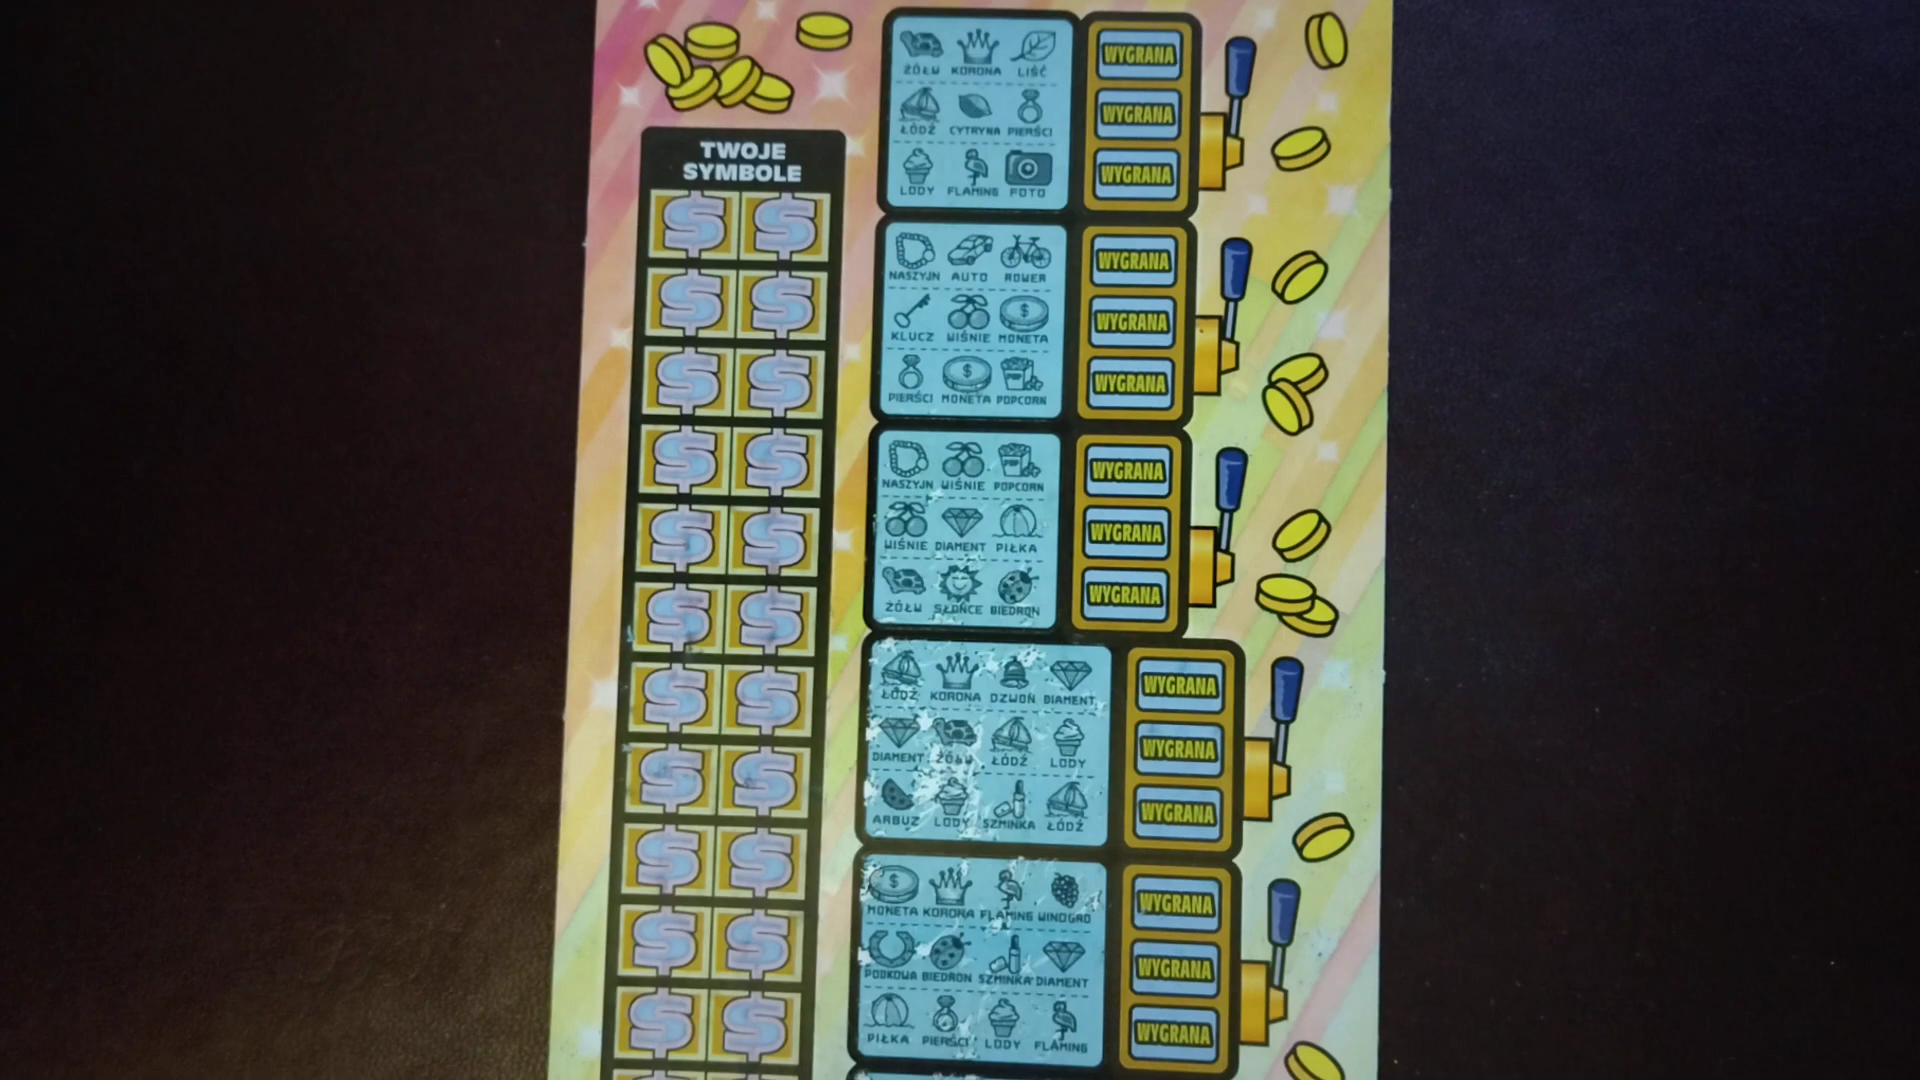 TWOJE
SYMBOLE
ŻÓŁW KORONA LIŚĆ
ŁÓDŹ CYTRYNA PIERŚCI
LODY FLAMING FOTO
WYGRANA
WYGRANA
WYGRANA
NASZYJN AUTO ROWER
KLUCZ WIŚNIE MONETA
PIERŚCI MONETA POPCORN
WYGRANA
WYGRANA
WYGRANA
NASZYJN WIŚNIE POPCORN
WIŚNIE DIAMENT PIŁKA
ŻÓŁW SŁOŃCE BIEDRON
WYGRANA
WYGRANA
WYGRANA
ŁÓDŹ KORONA DZWON DIAMENT
DIAMENT ŻÓŁW ŁÓDŹ LODY
ARBUZ LODY SZMINKA ŁÓDŹ
WYGRANA
WYGRANA
WYGRANA
MONETA KORONA FLAMING WINOGRO
PODKOWA BIEDRON SZMINKA DIAMENT
PIŁKA PIERŚCI LODY FLAMING
WYGRANA
WYGRANA
WYGRANA